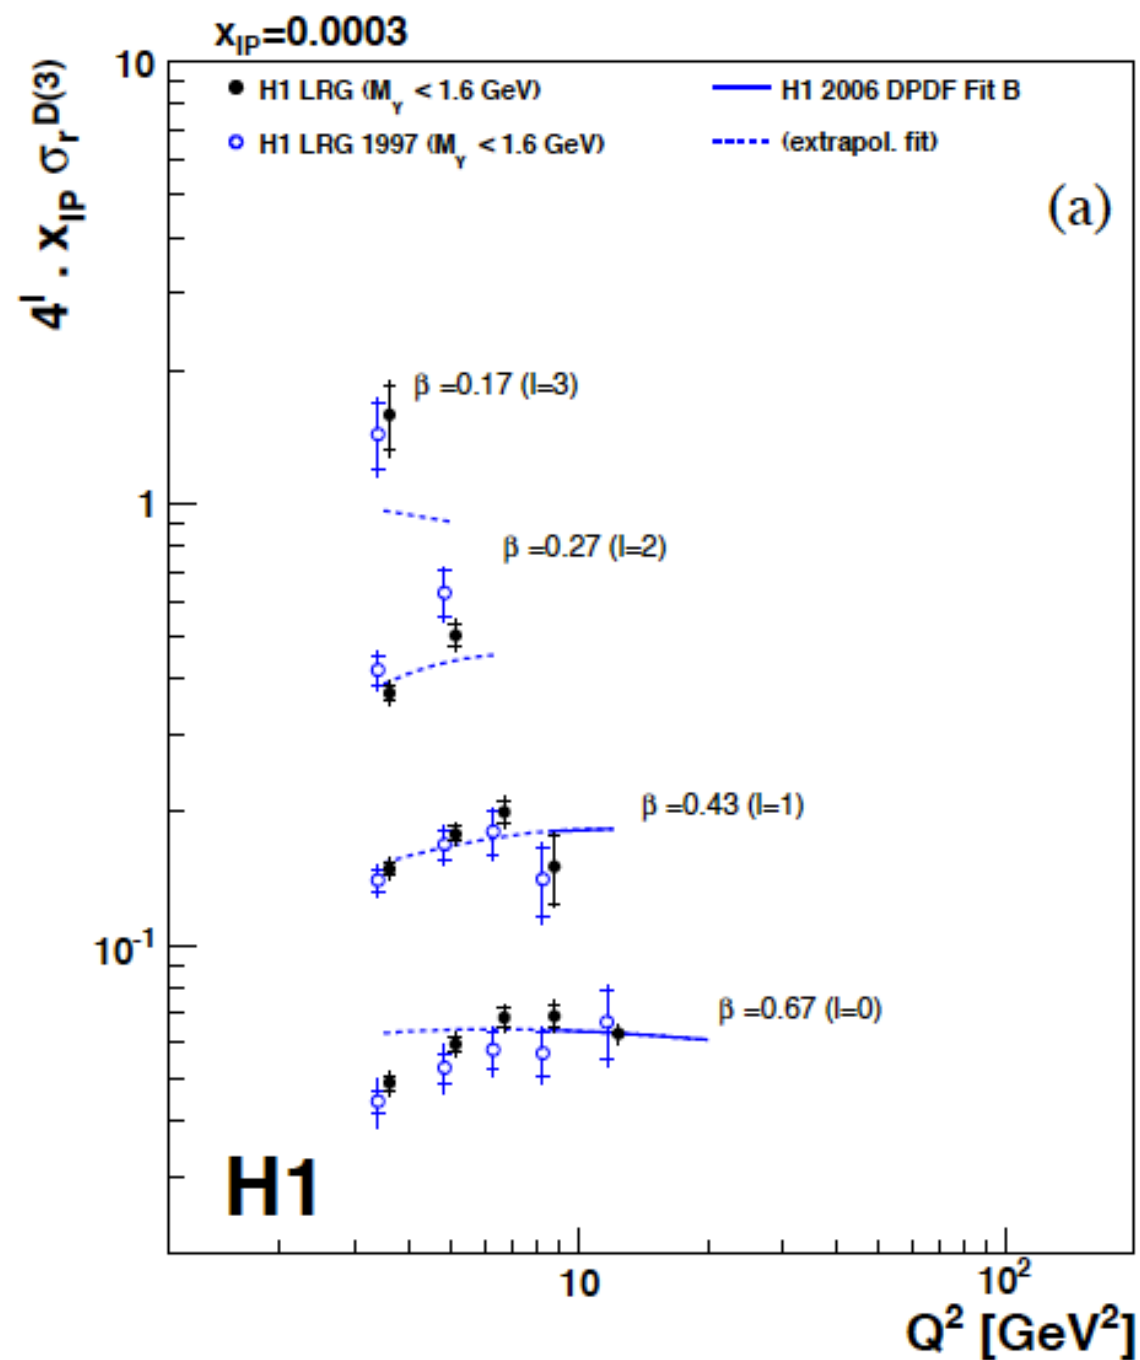 x_IP=0.0003
4^l · x_IP σ_r^D(3)
H1 LRG (M_Y < 1.6 GeV)
H1 LRG 1997 (M_Y < 1.6 GeV)
H1 2006 DPDF Fit B
(extrapol. fit)
(a)
10
1
10^-1
β =0.17 (l=3)
β =0.27 (l=2)
β =0.43 (l=1)
β =0.67 (l=0)
H1
10
10^2
Q^2 [GeV^2]